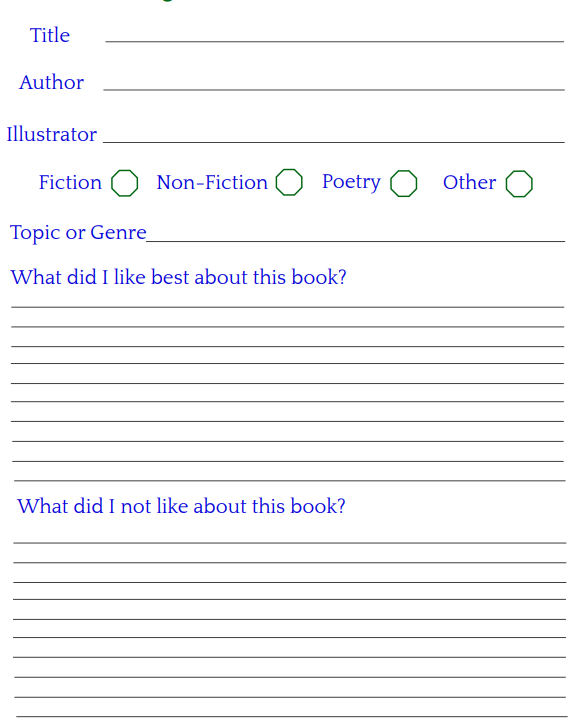 Title
Author
Illustrator
Fiction Non-Fiction Poetry Other
Topic or Genre
What did I like best about this book?
What did I not like about this book?